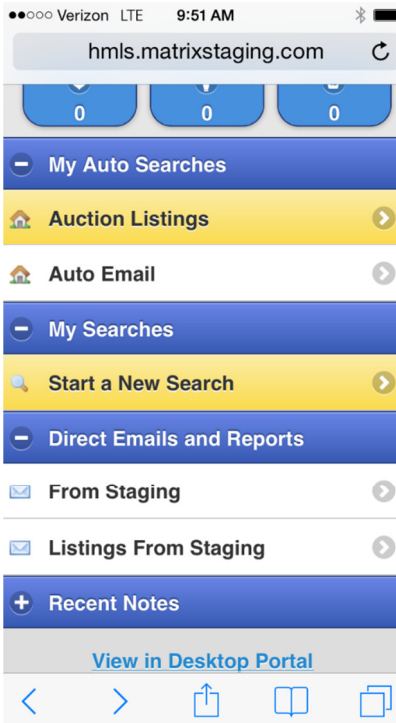 Verizon LTE 9:51 AM
hmls.matrixstaging.com
0 0 0
My Auto Searches
Auction Listings
Auto Email
My Searches
Start a New Search
Direct Emails and Reports
From Staging
Listings From Staging
Recent Notes
View in Desktop Portal